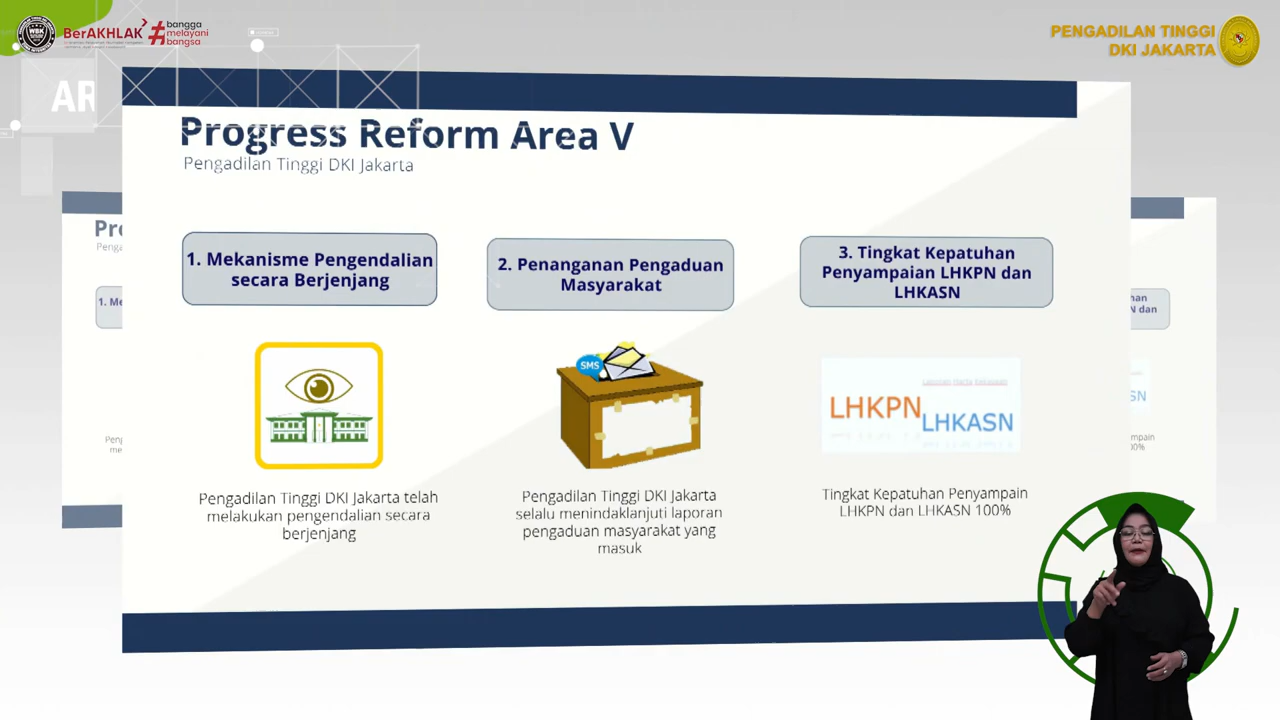 WBK
BerAKHLAK
#
bangga
melayani
bangsa
PENGADILAN TINGGI
DKI JAKARTA
AR
Progress Reform Area V
Pengadilan Tinggi DKI Jakarta
1. Mekanisme Pengendalian
secara Berjenjang
2. Penanganan Pengaduan
Masyarakat
3. Tingkat Kepatuhan
Penyampaian LHKPN dan
LHKASN
SMS
LHKPN
LHKASN
Pengadilan Tinggi DKI Jakarta telah
melakukan pengendalian secara
berjenjang
Pengadilan Tinggi DKI Jakarta
selalu menindaklanjuti laporan
pengaduan masyarakat yang
masuk
Tingkat Kepatuhan Penyampain
LHKPN dan LHKASN 100%